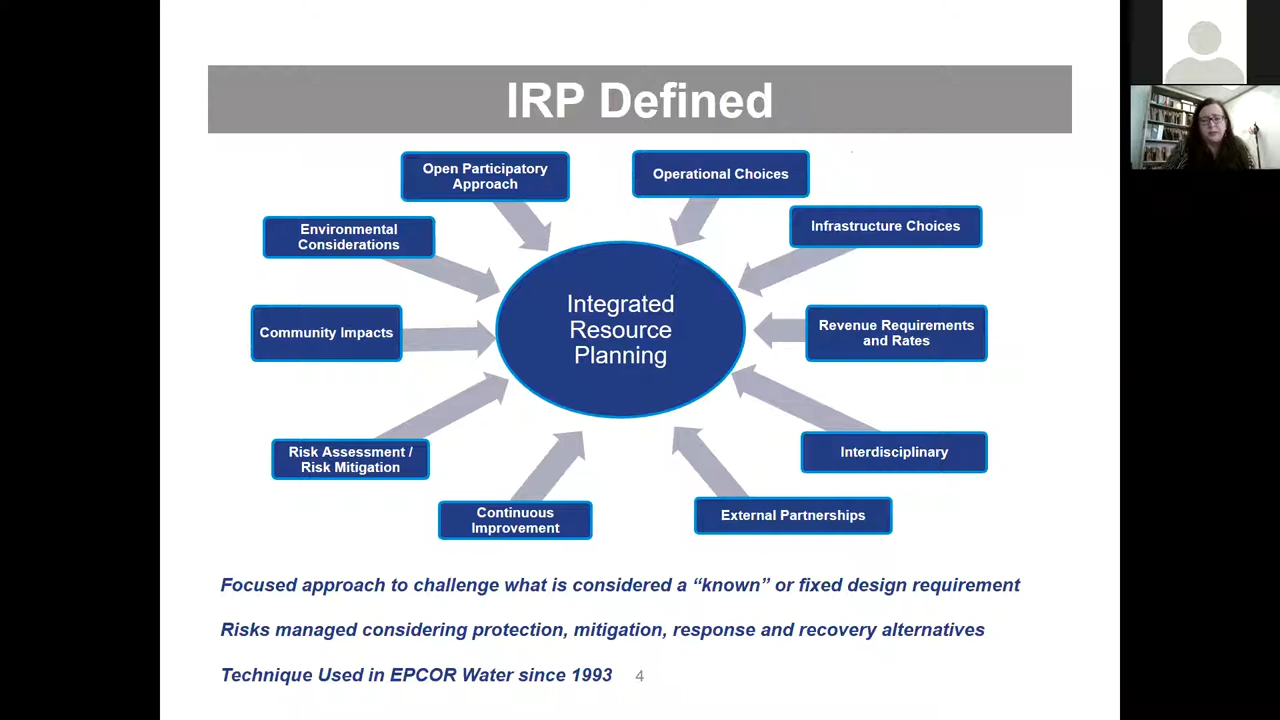 IRP Defined
Open Participatory
Approach
Operational Choices
Environmental
Considerations
Infrastructure Choices
Integrated
Resource
Planning
Community Impacts
Revenue Requirements
and Rates
Risk Assessment /
Risk Mitigation
Interdisciplinary
Continuous
Improvement
External Partnerships
Focused approach to challenge what is considered a “known” or fixed design requirement
Risks managed considering protection, mitigation, response and recovery alternatives
Technique Used in EPCOR Water since 1993
4